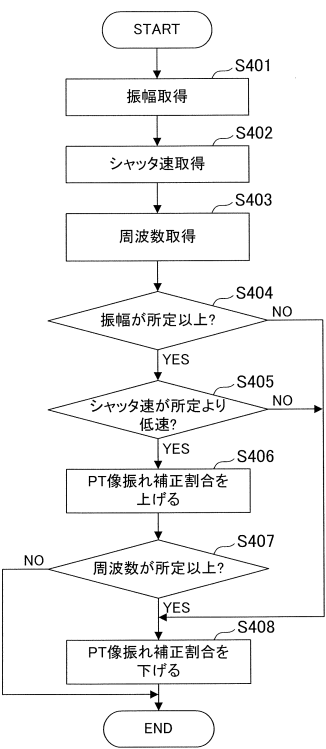 START
S401
振幅取得
S402
シャッタ速取得
S403
周波数取得
S404
振幅が所定以上?
NO
YES
S405
シャッタ速が所定より
低速?
NO
YES
S406
PT像振れ補正割合を
上げる
S407
周波数が所定以上?
NO
YES
S408
PT像振れ補正割合を
下げる
END